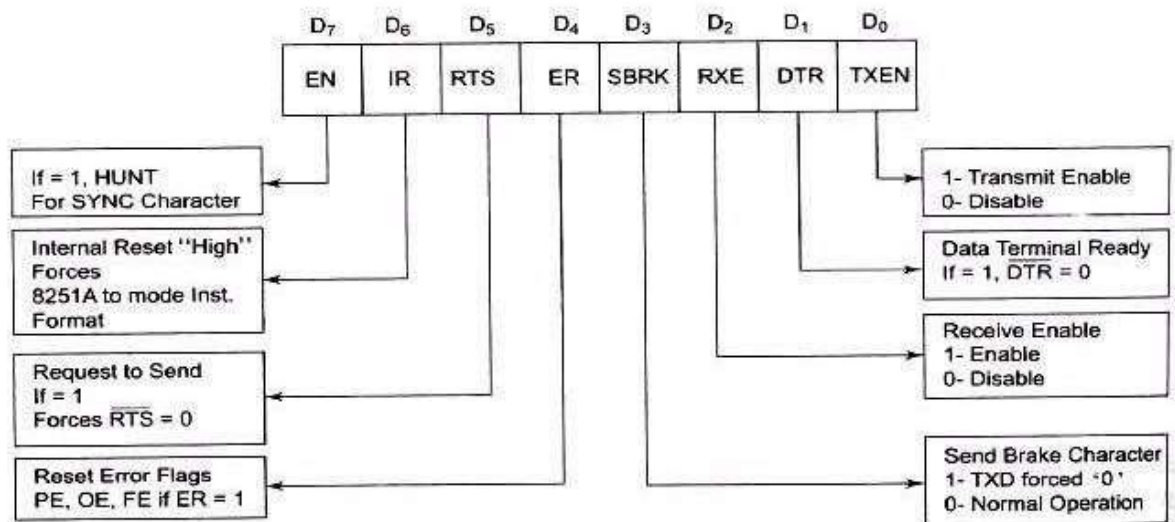 D7 D6 D5 D4 D3 D2 D1 D0
EN IR RTS ER SBRK RXE DTR TXEN
If = 1, HUNT
For SYNC Character
Internal Reset "High"
Forces
8251A to mode Inst.
Format
Request to Send
If = 1
Forces R̅T̅S̅ = 0
Reset Error Flags
PE, OE, FE if ER = 1
1- Transmit Enable
0- Disable
Data Terminal Ready
If = 1, D̅T̅R̅ = 0
Receive Enable
1- Enable
0- Disable
Send Brake Character
1- TXD forced '0'
0- Normal Operation